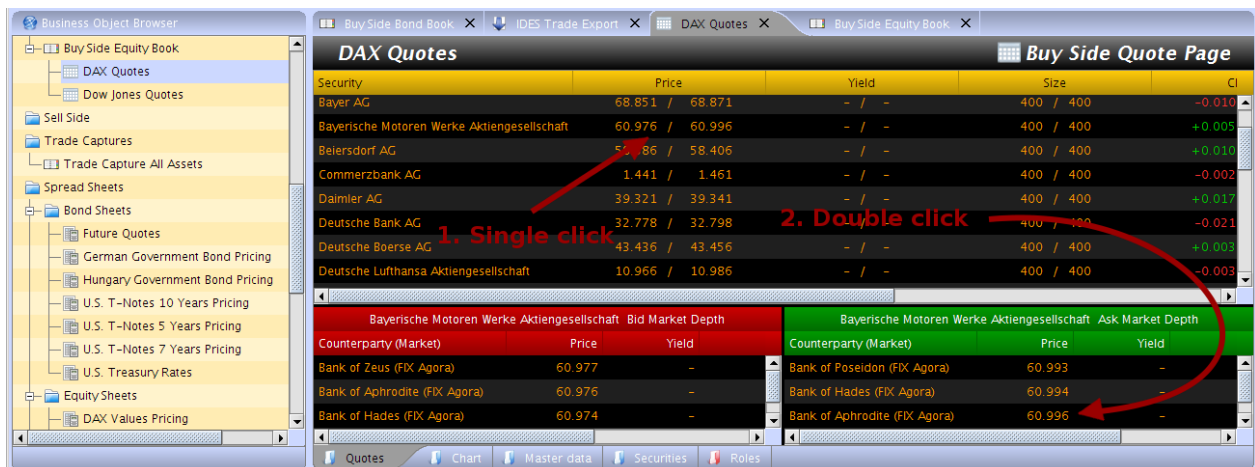 Business Object Browser
Buy Side Equity Book
DAX Quotes
Dow Jones Quotes
Sell Side
Trade Captures
Trade Capture All Assets
Spread Sheets
Bond Sheets
Future Quotes
German Government Bond Pricing
Hungary Government Bond Pricing
U.S. T-Notes 10 Years Pricing
U.S. T-Notes 5 Years Pricing
U.S. T-Notes 7 Years Pricing
U.S. Treasury Rates
Equity Sheets
DAX Values Pricing
Buy Side Bond Book X IDES Trade Export X DAX Quotes X Buy Side Equity Book X
DAX Quotes Buy Side Quote Page
Security Price Yield Size
Bayer AG 68.851 / 68.871 - / - 400 / 400 -0.010
Bayerische Motoren Werke Aktiengesellschaft 60.976 / 60.996 - / - 400 / 400 +0.005
Beiersdorf AG / 58.406 - / - 400 / 400 +0.010
Commerzbank AG 1.441 / 1.461 - / - 400 / 400 -0.002
Daimler AG 39.321 / 39.341 - / - 400 / 400 +0.017
Deutsche Bank AG 32.778 / 32.798 - / - 400 / 400 -0.021
Deutsche Boerse AG 43.436 / 43.456 - / - 400 / 400 +0.003
Deutsche Lufthansa Aktiengesellschaft 10.966 / 10.986 - / - 400 / 400 -0.003
1. Single click
2. Double click
Bayerische Motoren Werke Aktiengesellschaft Bid Market Depth
Counterparty (Market) Price Yield
Bank of Zeus (FIX Agora) 60.977 -
Bank of Aphrodite (FIX Agora) 60.976 -
Bank of Hades (FIX Agora) 60.974 -
Bayerische Motoren Werke Aktiengesellschaft Ask Market Depth
Counterparty (Market) Price Yield
Bank of Poseidon (FIX Agora) 60.993 -
Bank of Hades (FIX Agora) 60.994 -
Bank of Aphrodite (FIX Agora) 60.996 -
Quotes Chart Master data Securities Roles